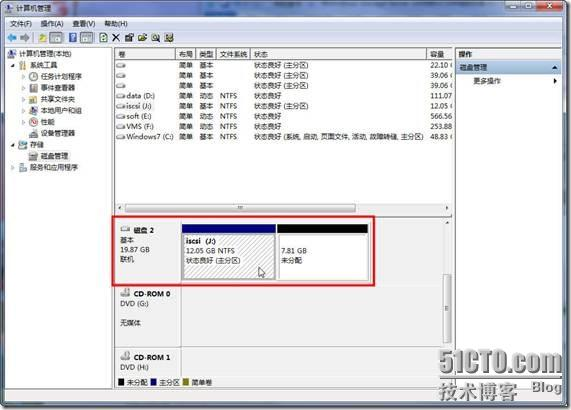 计算机管理
文件(F) 操作(A) 查看(V) 帮助(H)
计算机管理(本地)
系统工具
任务计划程序
事件查看器
共享文件夹
本地用户和组
性能
设备管理器
存储
磁盘管理
服务和应用程序
卷 布局 类型 文件系统 状态 容量
简单 基本 状态良好 (主分区) 22.10
简单 基本 状态良好 (主分区) 39.06
简单 基本 状态良好 (主分区) 39.06
data (D:) 简单 动态 NTFS 状态良好 111.07
iscsi (J:) 简单 基本 NTFS 状态良好 (主分区) 12.05
soft (E:) 简单 动态 NTFS 状态良好 566.56
VMS (F:) 简单 动态 NTFS 状态良好 253.88
Windows7 (C:) 简单 基本 NTFS 状态良好 (系统, 启动, 页面文件, 活动, 故障转储, 主分区) 48.83
操作
磁盘管理
更多操作
磁盘 2
基本
19.87 GB
联机
iscsi (J:)
12.05 GB NTFS
状态良好 (主分区)
7.81 GB
未分配
CD-ROM 0
DVD (G:)
无媒体
CD-ROM 1
DVD (H:)
未分配 主分区 简单卷
51CTO.com
技术博客 Blog